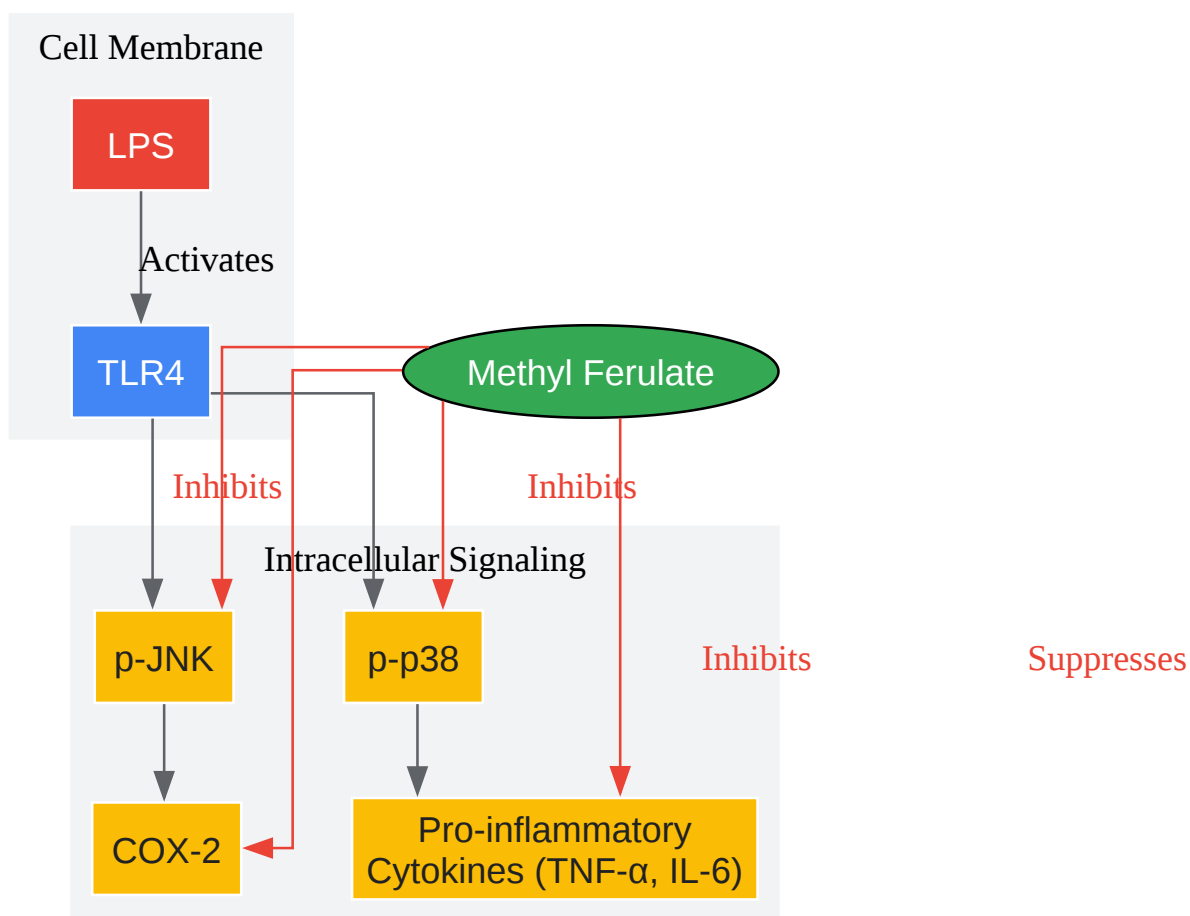 Cell Membrane
LPS
Activates
TLR4
Methyl Ferulate
Inhibits
Inhibits
Intracellular Signaling
p-JNK
p-p38
Inhibits
Suppresses
COX-2
Pro-inflammatory
Cytokines (TNF-α, IL-6)